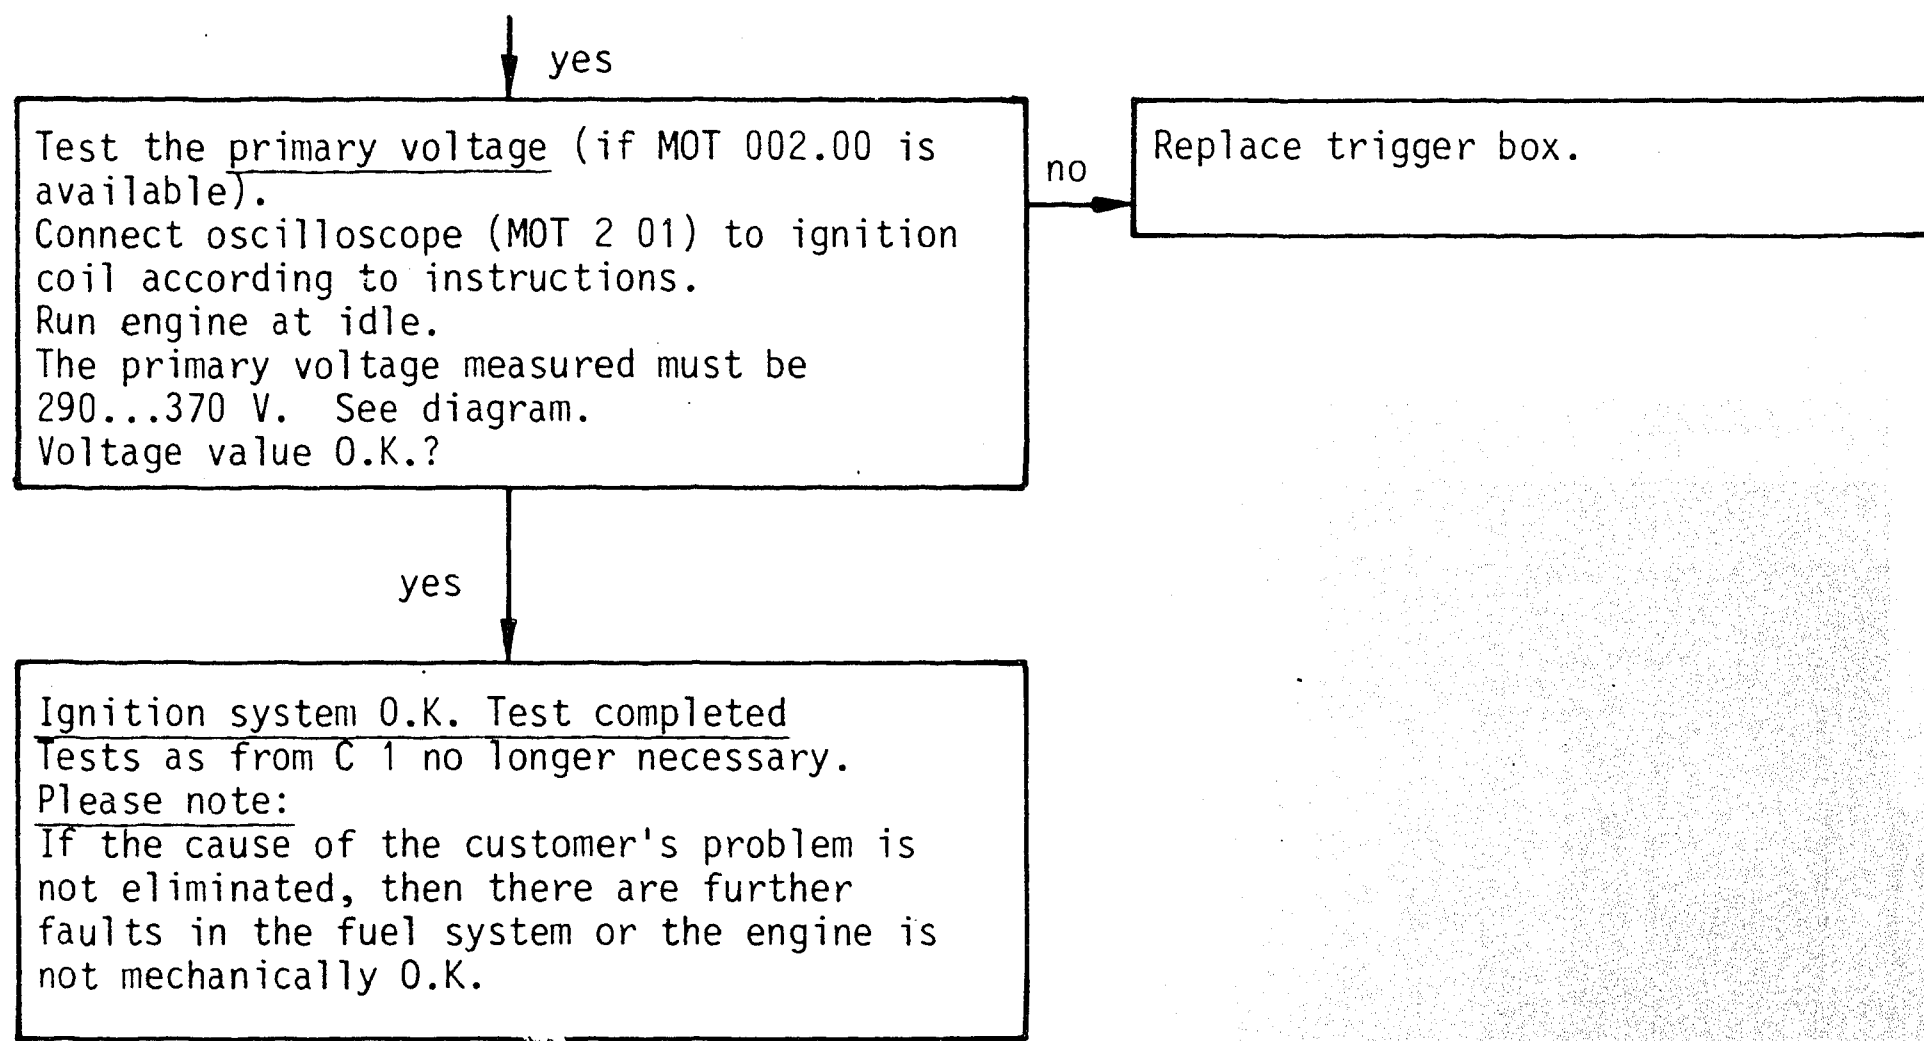 yes
Test the primary voltage (if MOT 002.00 is
available).
Connect oscilloscope (MOT 2 01) to ignition
coil according to instructions.
Run engine at idle.
The primary voltage measured must be
290...370 V. See diagram.
Voltage value O.K.?
no
Replace trigger box.
yes
Ignition system O.K. Test completed
Tests as from C 1 no longer necessary.
Please note:
If the cause of the customer's problem is
not eliminated, then there are further
faults in the fuel system or the engine is
not mechanically O.K.